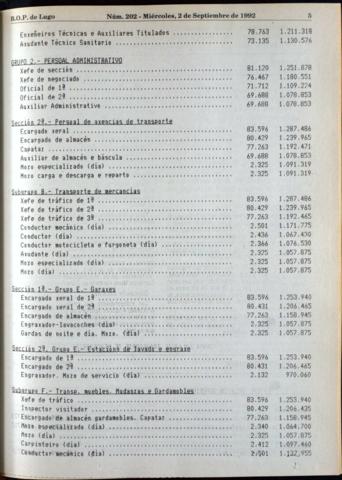 B.O.P. de Lugo Núm. 202 - Miércoles, 2 de Septiembre de 1992 5
Enxeñeiros Técnicos e Auxiliares Titulados ........ 78.763 1.211.318
Axudante Técnico Sanitario ........ 73.135 1.130.576
GRUPO 2.- PERSOAL ADMINISTRATIVO
Xefe de sección ........ 81.120 1.251.878
Xefe de negociado ........ 76.467 1.180.551
Oficial de 1ª ........ 71.712 1.109.224
Oficial de 2ª ........ 69.688 1.078.853
Auxiliar Administrativo ........ 69.688 1.078.853
Sección 2ª.- Persoal de axencias de transporte
Ecargado xeral ........ 83.596 1.287.486
Encargado de almacén ........ 80.429 1.239.965
Capataz ........ 77.263 1.192.471
Auxiliar de almacén e báscula ........ 69.688 1.078.853
Mozo especializado (día) ........ 2.325 1.091.319
Mozo carga e descarga e reparto ........ 2.325 1.091.319
Subgrupo B.- Transporte de mercancías
Xefe de tráfico de 1ª ........ 83.596 1.287.486
Xefe de tráfico de 2ª ........ 80.429 1.239.965
Xefe de tráfico de 3ª ........ 77.263 1.192.465
Conductor mecánico (día) ........ 2.501 1.171.775
Conductor (día) ........ 2.436 1.067.430
Conductor motocicleta e furgoneta (día) ........ 2.366 1.076.530
Axudante (día) ........ 2.325 1.057.875
Mozo especializado (día) ........ 2.325 1.057.875
Mozo (día) ........ 2.325 1.057.875
Sección 1ª.- Grupo E.- Garaxes
Encargado xeral de 1ª ........ 83.596 1.253.940
Encargado xeral de 2ª ........ 80.431 1.206.465
Encargado de almacén ........ 77.263 1.158.945
Engraxador-lavacoches (día) ........ 2.325 1.057.875
Gardas de noite e día. Mozo. (día) ........ 2.325 1.057.875
Sección 2ª. Grupo E.- Estacións de lavado e engraxe
Encargado de 1ª ........ 83.596 1.253.940
Encargado de 2ª ........ 80.431 1.206.465
Engraxador. Mozo de servicio (día) ........ 2.132 970.060
Subgrupo F.- Transp. muebles. Mudanzas e Gardamobles
Xefe de tráfico ........ 83.596 1.253.940
Inspector visitador ........ 80.429 1.206.435
Encargado de almacén gardamobles. Capataz ........ 77.263 1.158.945
Mozo especializado (día) ........ 2.340 1.064.700
Mozo (día) ........ 2.325 1.057.875
Carpinteiro (día) ........ 2.412 1.097.460
Conductor mecánico (día) ........ 2.501 1.137.955